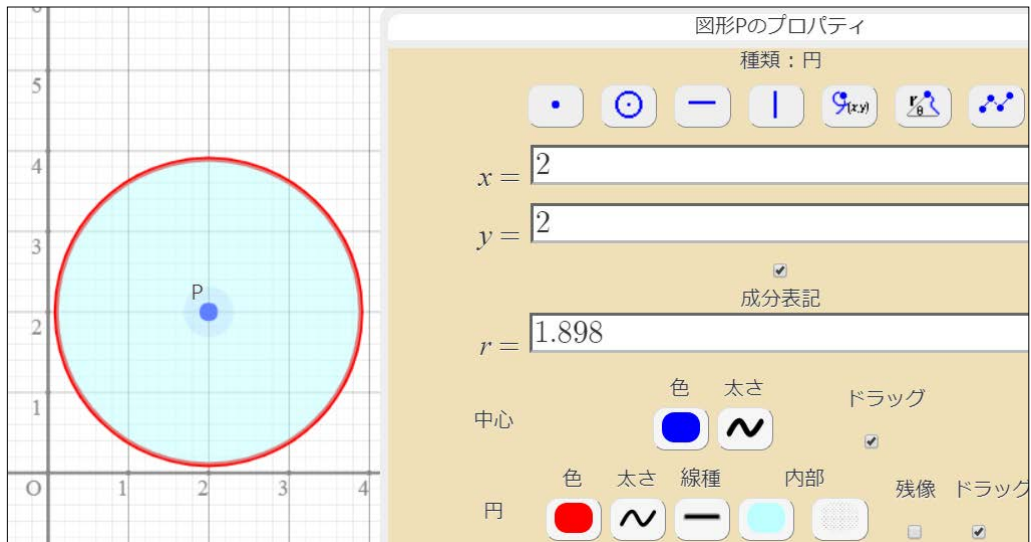 図形Pのプロパティ
種類：円
(x,y)
r
θ
x = 2
y = 2
成分表記
r = 1.898
色 太さ ドラッグ
中心
色 太さ 線種 内部 残像 ドラッグ
円
5
4
3
P
2
1
O 1 2 3 4